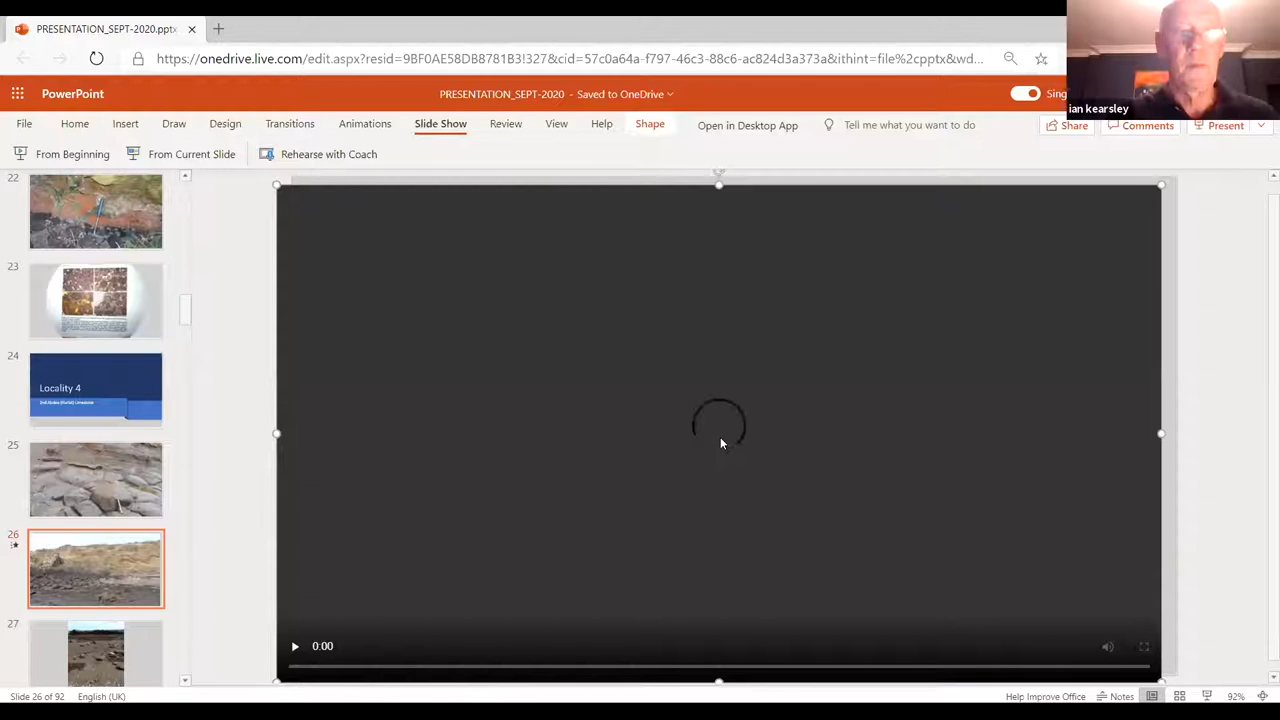 PRESENTATION_SEPT-2020.pptx
https://onedrive.live.com/edit.aspx?resid=9BF0AE58DB8781B3!327&cid=57c0a64a-f797-46c3-88c6-ac824d3a373a&ithint=file%2cpptx&wd...
PowerPoint
PRESENTATION_SEPT-2020 - Saved to OneDrive
Sing
ian kearsley
File Home Insert Draw Design Transitions Animations Slide Show Review View Help Shape Open in Desktop App Tell me what you want to do Share Comments Present
From Beginning From Current Slide Rehearse with Coach
22
23
24
Locality 4
25
26
27
0:00
Slide 26 of 92 English (UK) Help Improve Office Notes 92%